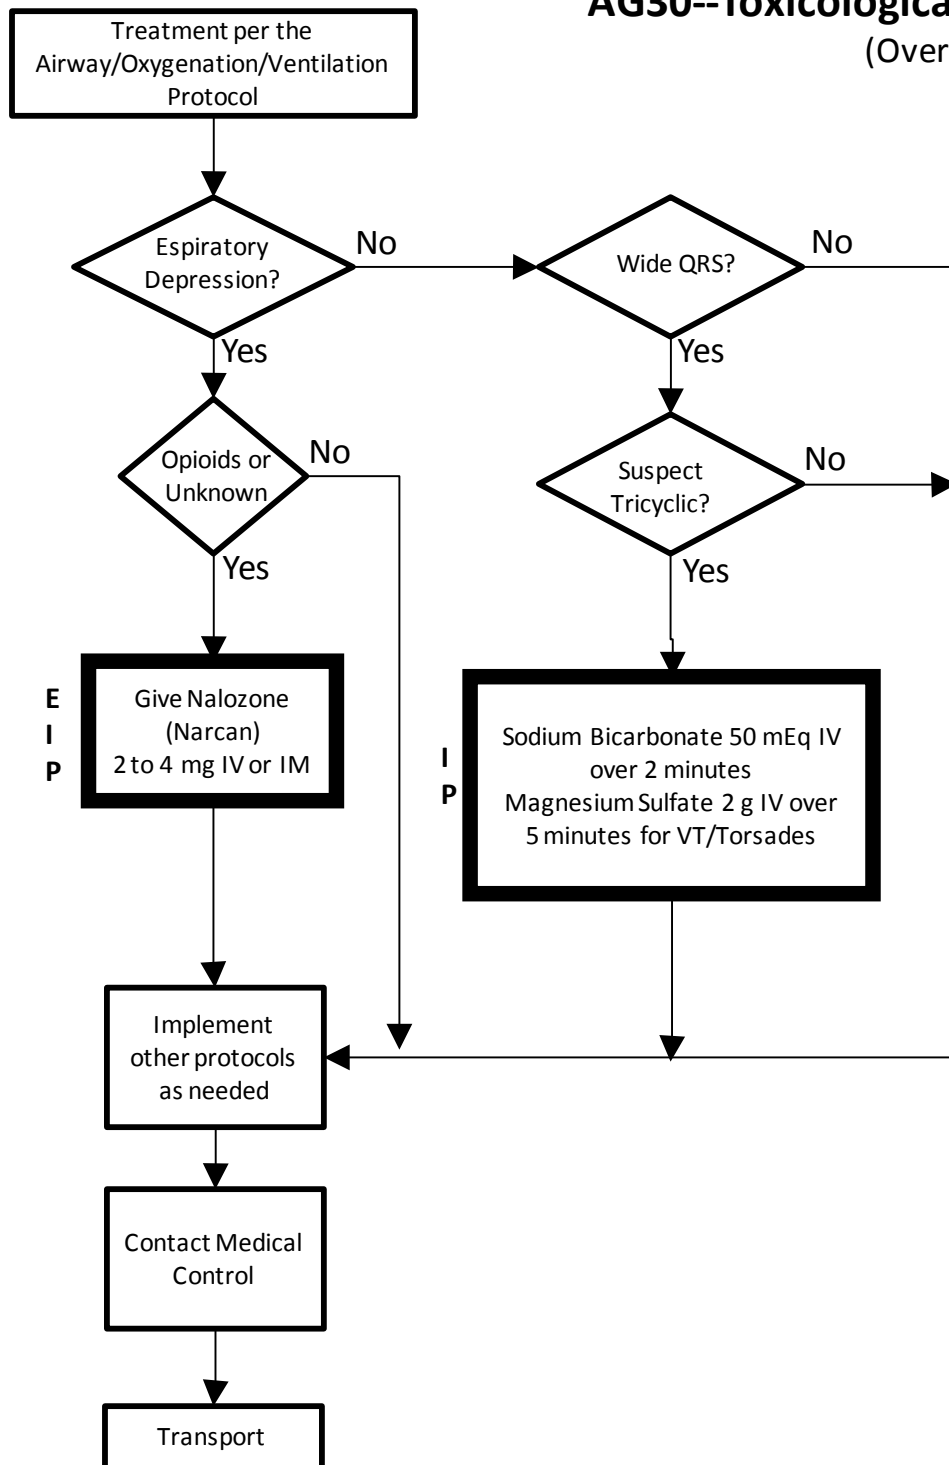 AG30--Toxicologica
(Over
Treatment per the
Airway/Oxygenation/Ventilation
Protocol
Espiratory
Depression?
No
Wide QRS?
No
Yes
Yes
Opioids or
Unknown
No
Suspect
Tricyclic?
No
Yes
Yes
E
I
P
Give Nalozone
(Narcan)
2 to 4 mg IV or IM
I
P
Sodium Bicarbonate 50 mEq IV
over 2 minutes
Magnesium Sulfate 2 g IV over
5 minutes for VT/Torsades
Implement
other protocols
as needed
Contact Medical
Control
Transport